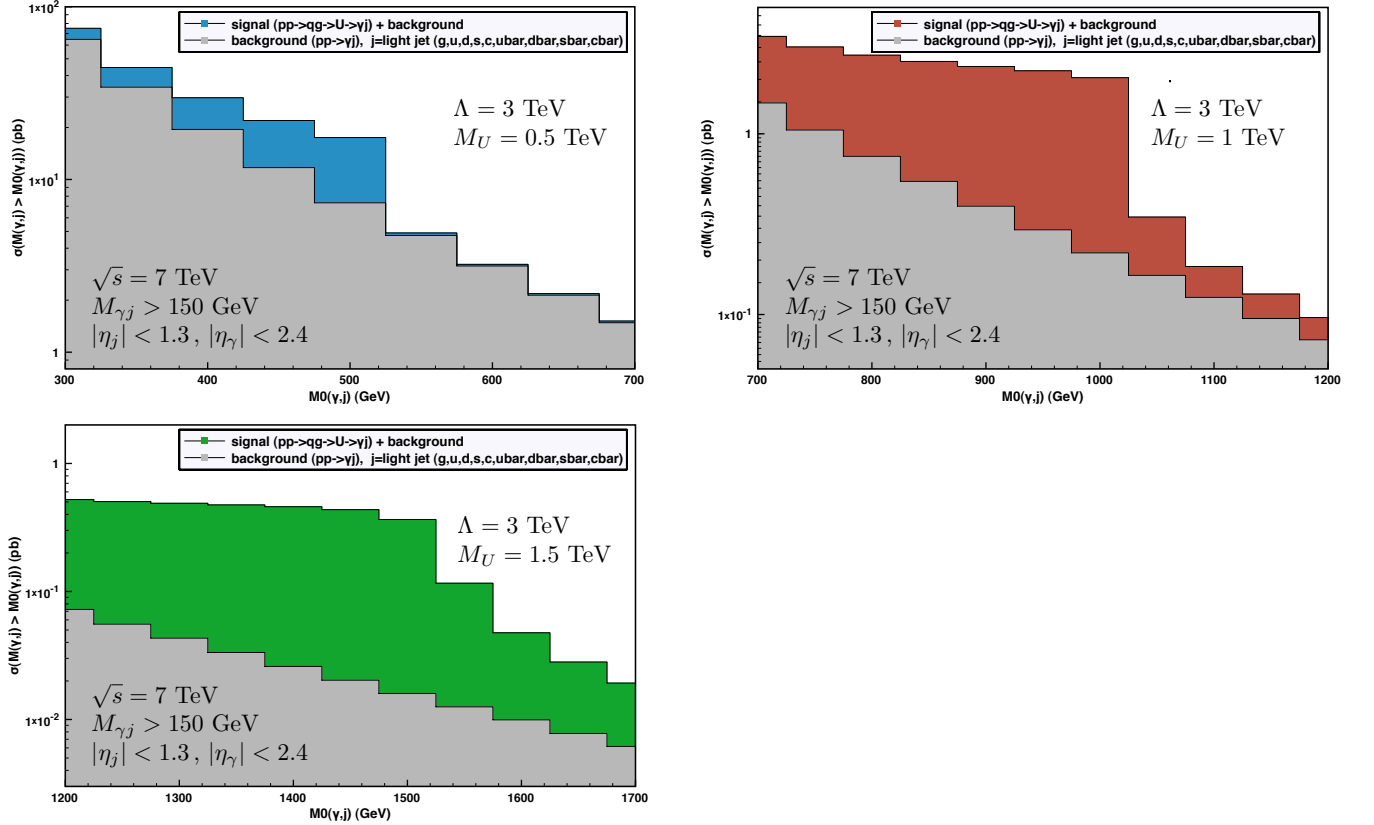 signal (pp->qg->U->γj) + background
background (pp->γj),  j=light jet (g,u,d,s,c,ubar,dbar,sbar,cbar)
Λ = 3 TeV
M_U = 0.5 TeV
√s = 7 TeV
M_γj > 150 GeV
|η_j| < 1.3 , |η_γ| < 2.4
σ(M(γ,j) > M0(γ,j)) (pb)
1×10²
1×10¹
1
300 400 500 600 700
M0(γ,j) (GeV)
signal (pp->qg->U->γj) + background
background (pp->γj),  j=light jet (g,u,d,s,c,ubar,dbar,sbar,cbar)
Λ = 3 TeV
M_U = 1 TeV
√s = 7 TeV
M_γj > 150 GeV
|η_j| < 1.3 , |η_γ| < 2.4
σ(M(γ,j) > M0(γ,j)) (pb)
1
1×10⁻¹
700 800 900 1000 1100 1200
M0(γ,j) (GeV)
signal (pp->qg->U->γj) + background
background (pp->γj),  j=light jet (g,u,d,s,c,ubar,dbar,sbar,cbar)
Λ = 3 TeV
M_U = 1.5 TeV
√s = 7 TeV
M_γj > 150 GeV
|η_j| < 1.3 , |η_γ| < 2.4
σ(M(γ,j) > M0(γ,j)) (pb)
1
1×10⁻¹
1×10⁻²
1200 1300 1400 1500 1600 1700
M0(γ,j) (GeV)